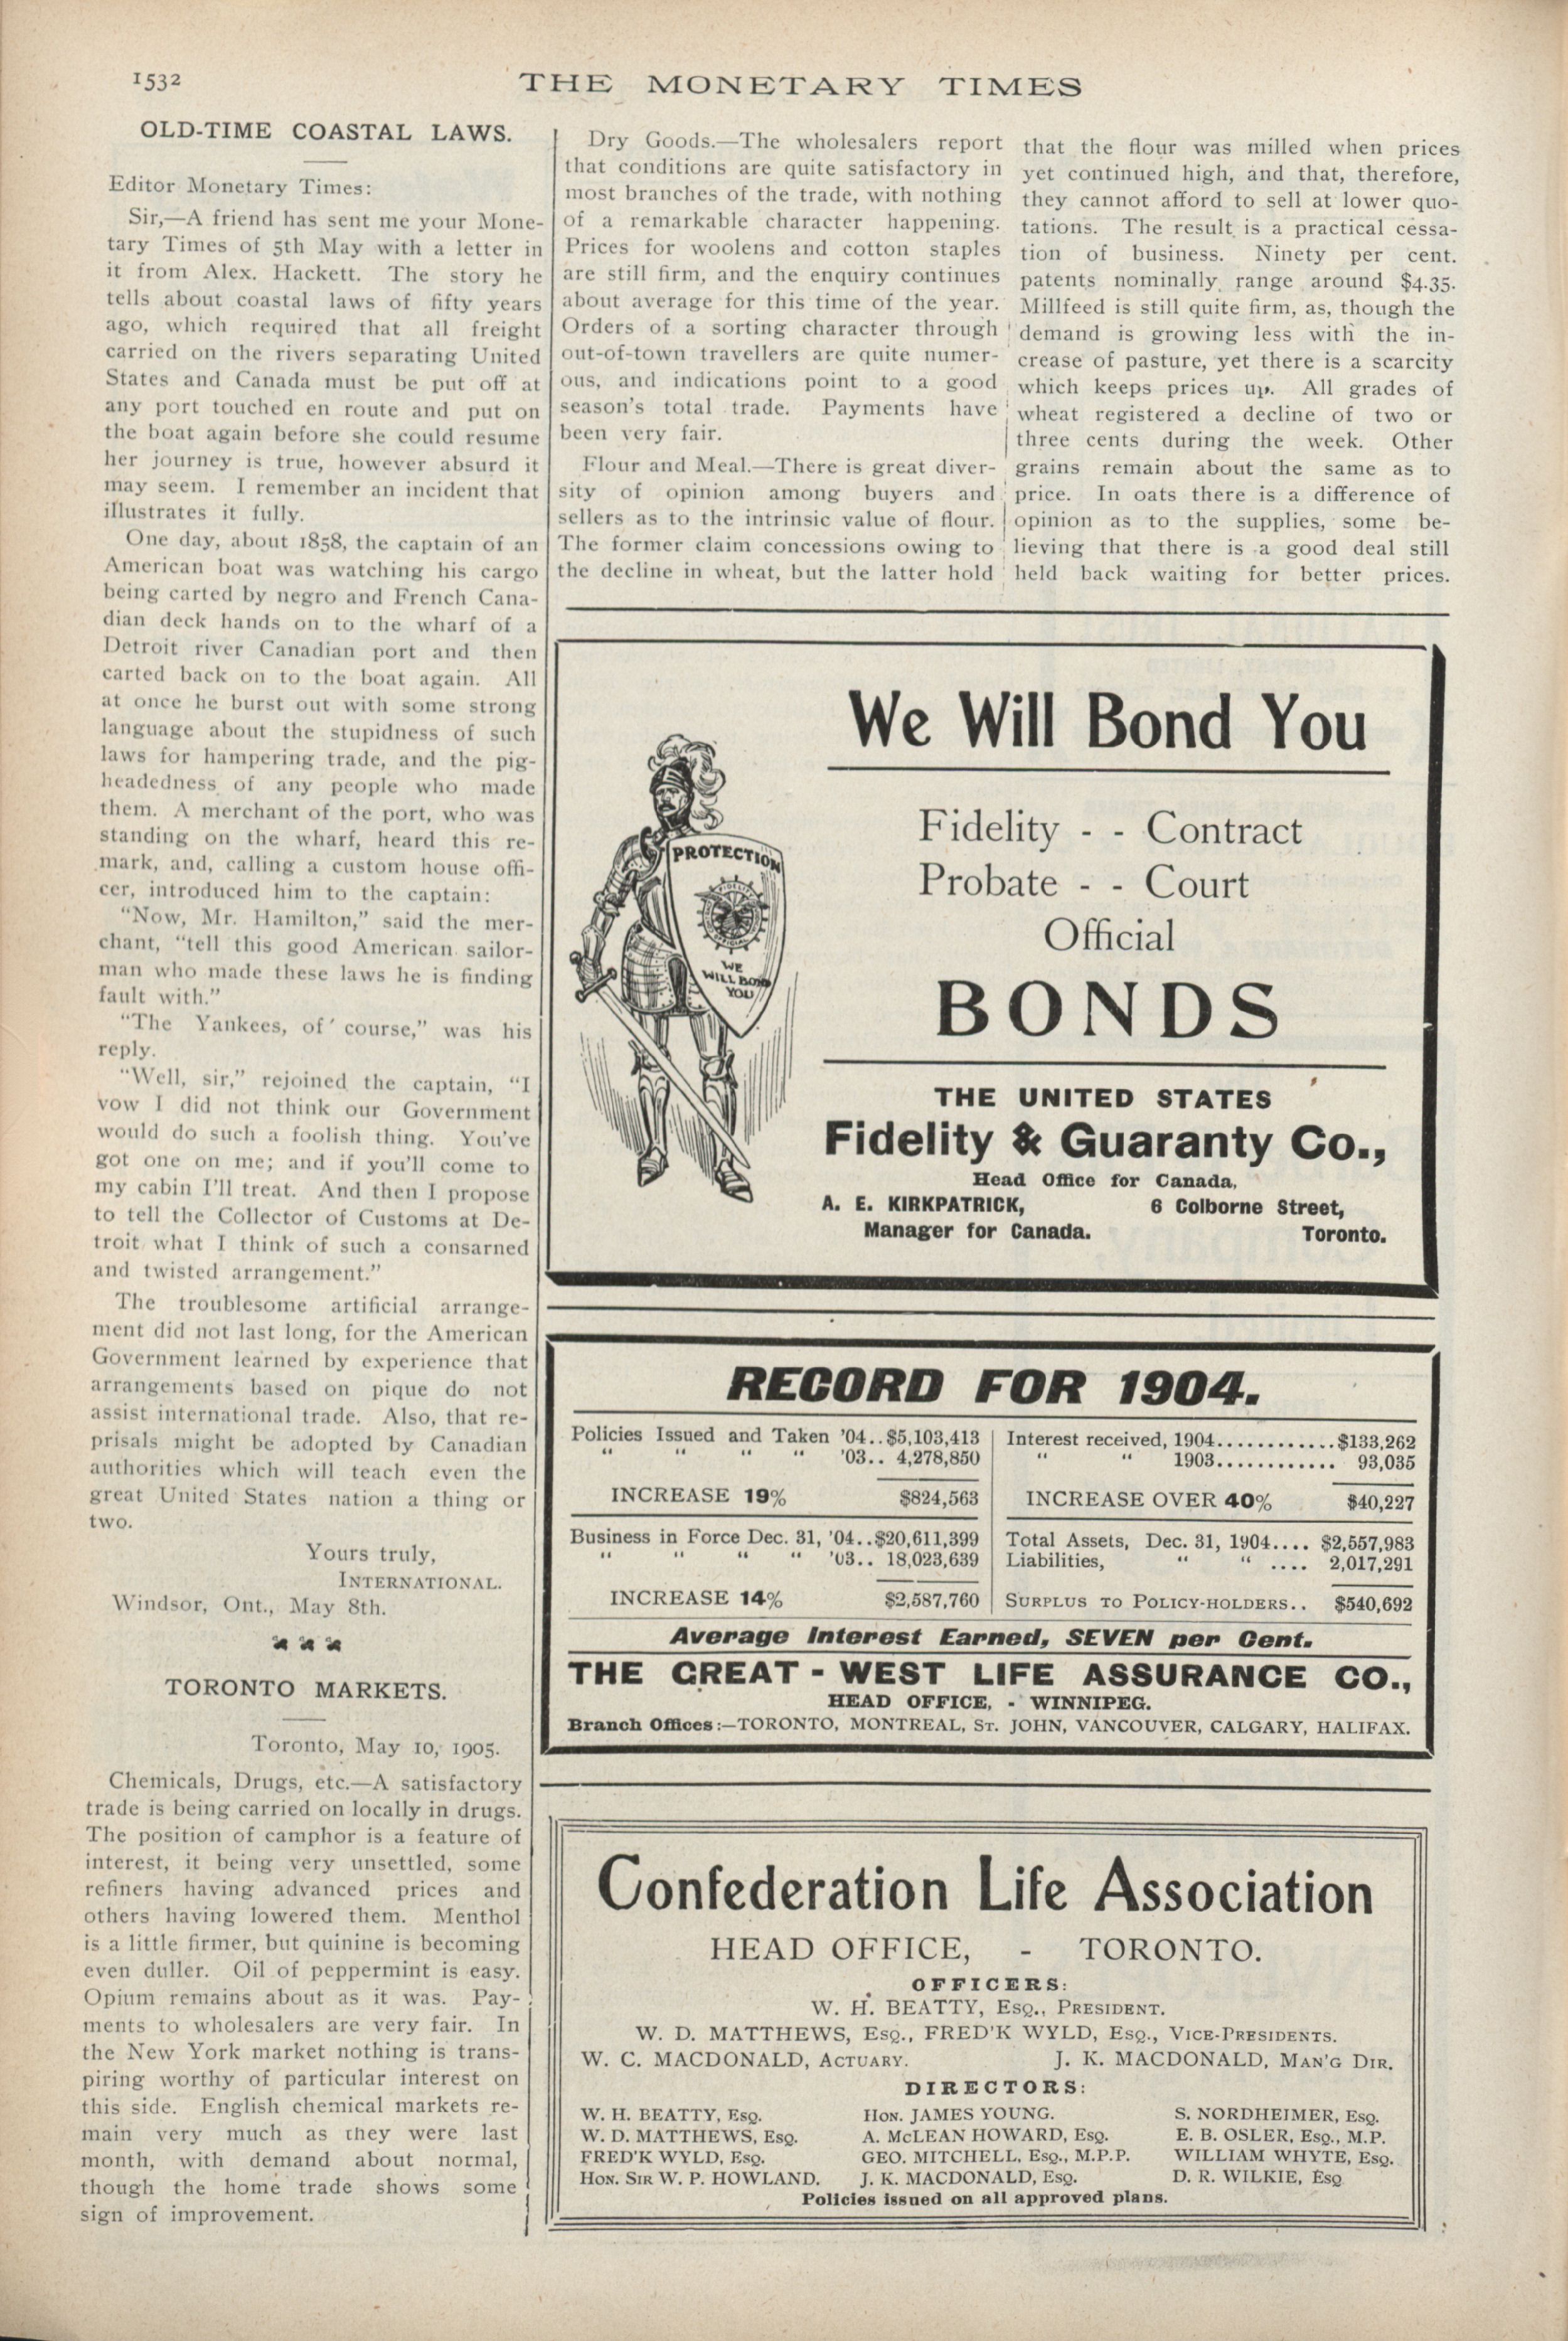 1532
THE MONETARY TIMES
OLD-TIME COASTAL LAWS.
Editor Monetary Times:
Sir,—A friend has sent me your Mone-
tary Times of 5th May with a letter in
it from Alex. Hackett. The story he
tells about coastal laws of fifty years
ago, which required that all freight
carried on the rivers separating United
States and Canada must be put off at
any port touched en route and put on
the boat again before she could resume
her journey is true, however absurd it
may seem. I remember an incident that
illustrates it fully.
One day, about 1858, the captain of an
American boat was watching his cargo
being carted by negro and French Cana-
dian deck hands on to the wharf of a
Detroit river Canadian port and then
carted back on to the boat again. All
at once he burst out with some strong
language about the stupidness of such
laws for hampering trade, and the pig-
headedness of any people who made
them. A merchant of the port, who was
standing on the wharf, heard this re-
mark, and, calling a custom house offi-
cer, introduced him to the captain:
"Now, Mr. Hamilton," said the mer-
chant, "tell this good American sailor-
man who made these laws he is finding
fault with."
"The Yankees, of course," was his
reply.
"Well, sir," rejoined the captain, "I
vow I did not think our Government
would do such a foolish thing. You've
got one on me; and if you'll come to
my cabin I'll treat. And then I propose
to tell the Collector of Customs at De-
troit what I think of such a consarned
and twisted arrangement."
The troublesome artificial arrange-
ment did not last long, for the American
Government learned by experience that
arrangements based on pique do not
assist international trade. Also, that re-
prisals might be adopted by Canadian
authorities which will teach even the
great United States nation a thing or
two.
Yours truly,
INTERNATIONAL.
Windsor, Ont., May 8th.
TORONTO MARKETS.
Toronto, May 10, 1905.
Chemicals, Drugs, etc.—A satisfactory
trade is being carried on locally in drugs.
The position of camphor is a feature of
interest, it being very unsettled, some
refiners having advanced prices and
others having lowered them. Menthol
is a little firmer, but quinine is becoming
even duller. Oil of peppermint is easy.
Opium remains about as it was. Pay-
ments to wholesalers are very fair. In
the New York market nothing is trans-
piring worthy of particular interest on
this side. English chemical markets re-
main very much as they were last
month, with demand about normal,
though the home trade shows some
sign of improvement.
Dry Goods.—The wholesalers report
that conditions are quite satisfactory in
most branches of the trade, with nothing
of a remarkable character happening.
Prices for woolens and cotton staples
are still firm, and the enquiry continues
about average for this time of the year.
Orders of a sorting character through
out-of-town travellers are quite numer-
ous, and indications point to a good
season's total trade. Payments have
been very fair.
Flour and Meal.—There is great diver-
sity of opinion among buyers and
sellers as to the intrinsic value of flour.
The former claim concessions owing to
the decline in wheat, but the latter hold
that the flour was milled when prices
yet continued high, and that, therefore,
they cannot afford to sell at lower quo-
tations. The result is a practical cessa-
tion of business. Ninety per cent.
patents nominally range around $4.35.
Millfeed is still quite firm, as, though the
demand is growing less with the in-
crease of pasture, yet there is a scarcity
which keeps prices up. All grades of
wheat registered a decline of two or
three cents during the week. Other
grains remain about the same as to
price. In oats there is a difference of
opinion as to the supplies, some be-
lieving that there is a good deal still
held back waiting for better prices.
We Will Bond You
PROTECTION
WE
WILL BOND
YOU
Fidelity - - Contract
Probate - - Court
Official
BONDS
THE UNITED STATES
Fidelity & Guaranty Co.,
Head Office for Canada,
A. E. KIRKPATRICK, 6 Colborne Street,
Manager for Canada. Toronto.
RECORD FOR 1904.
Policies Issued and Taken '04..$5,103,413
" " " " '03.. 4,278,850
INCREASE 19% $824,563
Business in Force Dec. 31, '04..$20,611,399
" " " " '03.. 18,023,639
INCREASE 14% $2,587,760
Interest received, 1904............$133,262
" " 1903............ 93,035
INCREASE OVER 40% $40,227
Total Assets, Dec. 31, 1904.... $2,557,983
Liabilities, " " .... 2,017,291
SURPLUS TO POLICY-HOLDERS.. $540,692
Average Interest Earned, SEVEN per Cent.
THE GREAT - WEST LIFE ASSURANCE CO.,
HEAD OFFICE, - WINNIPEG.
Branch Offices:—TORONTO, MONTREAL, ST. JOHN, VANCOUVER, CALGARY, HALIFAX.
Confederation Life Association
HEAD OFFICE, - TORONTO.
OFFICERS:
W. H. BEATTY, ESQ., PRESIDENT.
W. D. MATTHEWS, ESQ., FRED'K WYLD, ESQ., VICE-PRESIDENTS.
W. C. MACDONALD, ACTUARY. J. K. MACDONALD, MAN'G DIR.
DIRECTORS:
W. H. BEATTY, ESQ. HON. JAMES YOUNG. S. NORDHEIMER, ESQ.
W. D. MATTHEWS, ESQ. A. McLEAN HOWARD, ESQ. E. B. OSLER, ESQ., M.P.
FRED'K WYLD, ESQ. GEO. MITCHELL, ESQ., M.P.P. WILLIAM WHYTE, ESQ.
HON. SIR W. P. HOWLAND. J. K. MACDONALD, ESQ. D. R. WILKIE, ESQ
Policies issued on all approved plans.